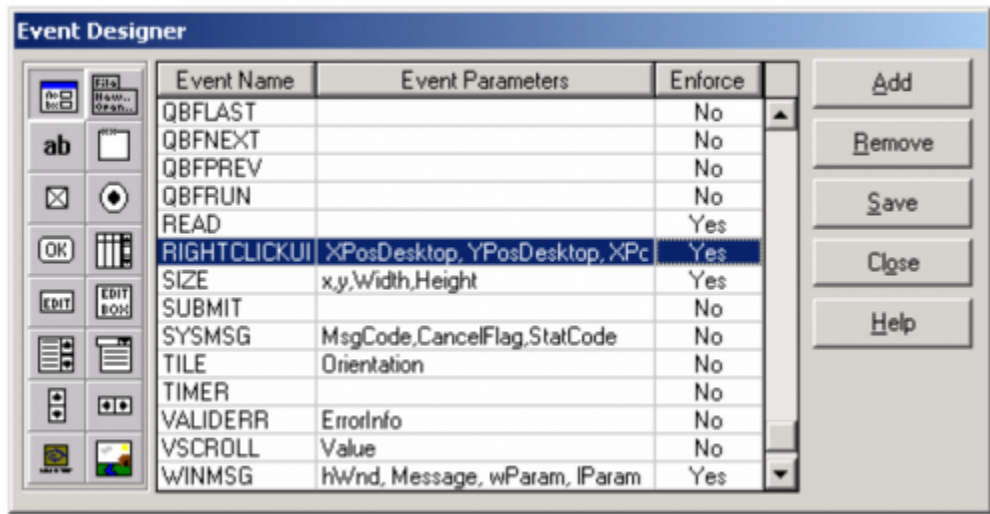 Event Designer
File
New..
Open..
ab
OK
EDIT
EDIT
BOX
Event Name Event Parameters Enforce
QBFLAST No
QBFNEXT No
QBFPREV No
QBFRUN No
READ Yes
RIGHTCLICKUI XPosDesktop, YPosDesktop, XPc Yes
SIZE x,y,Width,Height Yes
SUBMIT No
SYSMSG MsgCode,CancelFlag,StatCode No
TILE Orientation No
TIMER No
VALIDERR ErrorInfo No
VSCROLL Value No
WINMSG hWnd, Message, wParam, lParam Yes
Add
Remove
Save
Close
Help